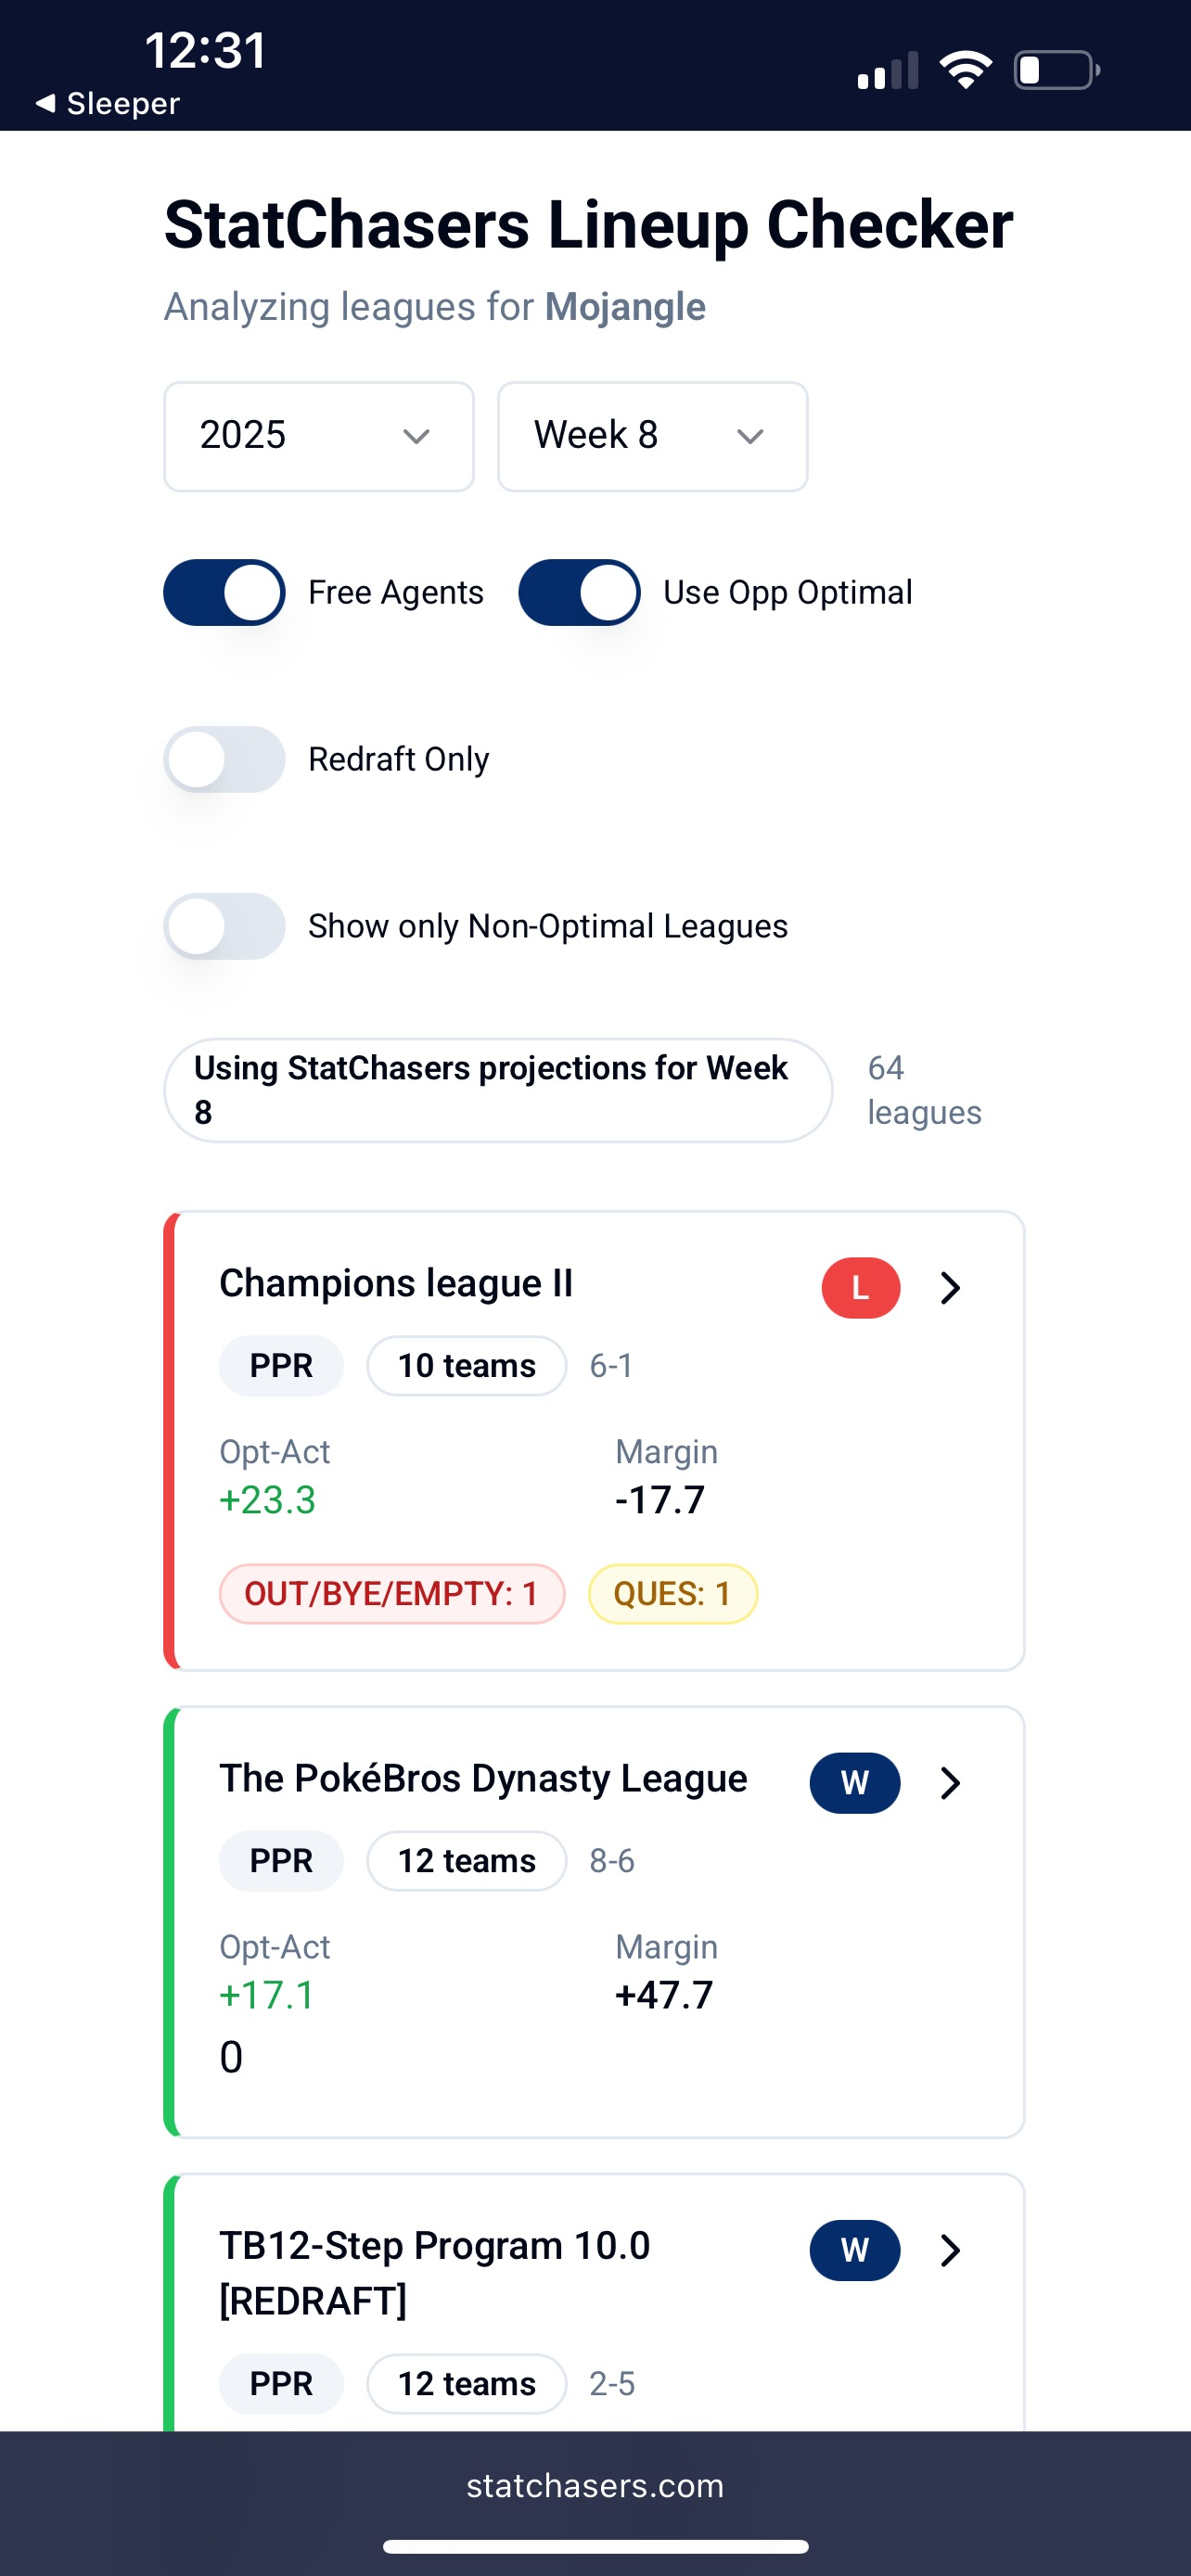 12:31
◀ Sleeper
StatChasers Lineup Checker
Analyzing leagues for Mojangle
2025
Week 8
Free Agents
Use Opp Optimal
Redraft Only
Show only Non-Optimal Leagues
Using StatChasers projections for Week
8
64
leagues
Champions league II
L
PPR
10 teams
6-1
Opt-Act
Margin
+23.3
-17.7
OUT/BYE/EMPTY: 1
QUES: 1
The PokéBros Dynasty League
W
PPR
12 teams
8-6
Opt-Act
Margin
+17.1
+47.7
0
TB12-Step Program 10.0
[REDRAFT]
W
PPR
12 teams
2-5
statchasers.com